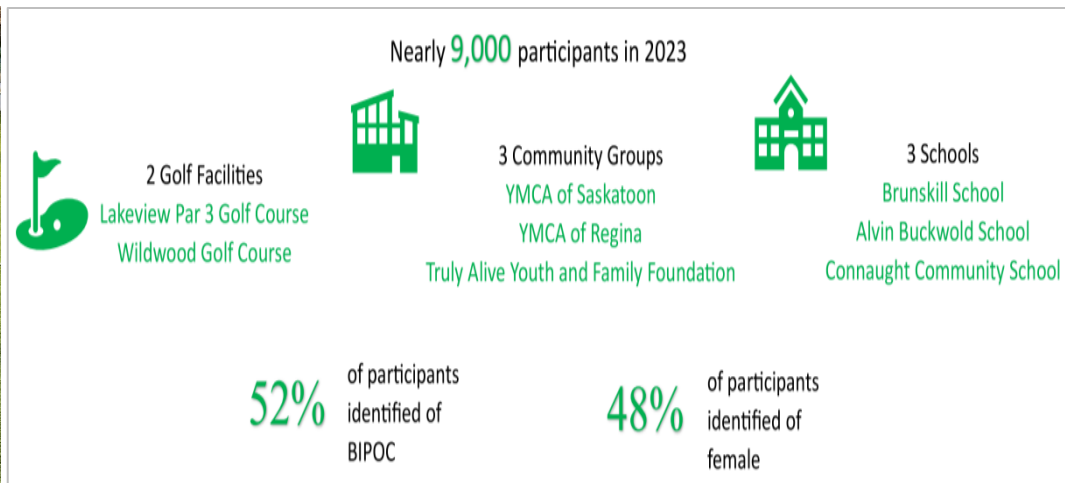 Nearly 9,000 participants in 2023
2 Golf Facilities
Lakeview Par 3 Golf Course
Wildwood Golf Course
3 Community Groups
YMCA of Saskatoon
YMCA of Regina
Truly Alive Youth and Family Foundation
3 Schools
Brunskill School
Alvin Buckwold School
Connaught Community School
52%
of participants
identified of
BIPOC
48%
of participants
identified of
female